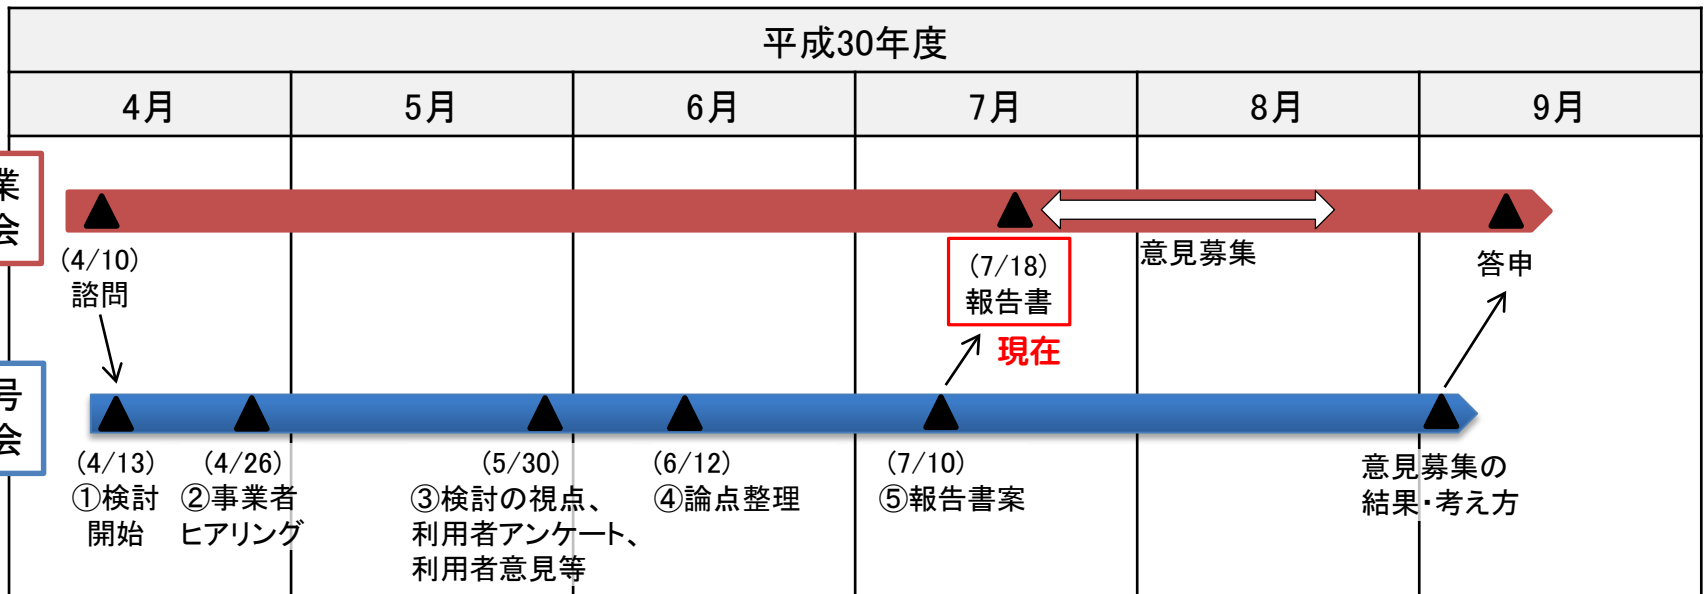 平成30年度
4月
5月
6月
7月
8月
9月
業
会
(4/10)
諮問
(7/18)
報告書
現在
意見募集
答申
号
会
(4/13)
①検討
開始
(4/26)
②事業者
ヒアリング
(5/30)
③検討の視点、
利用者アンケート、
利用者意見等
(6/12)
④論点整理
(7/10)
⑤報告書案
意見募集の
結果・考え方